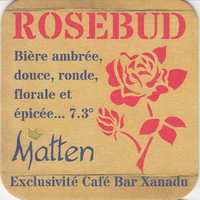 ROSEBUD
Bière ambrée,
douce, ronde,
florale et
épicée... 7.3°
Matten
Exclusivité Café Bar Xanadu